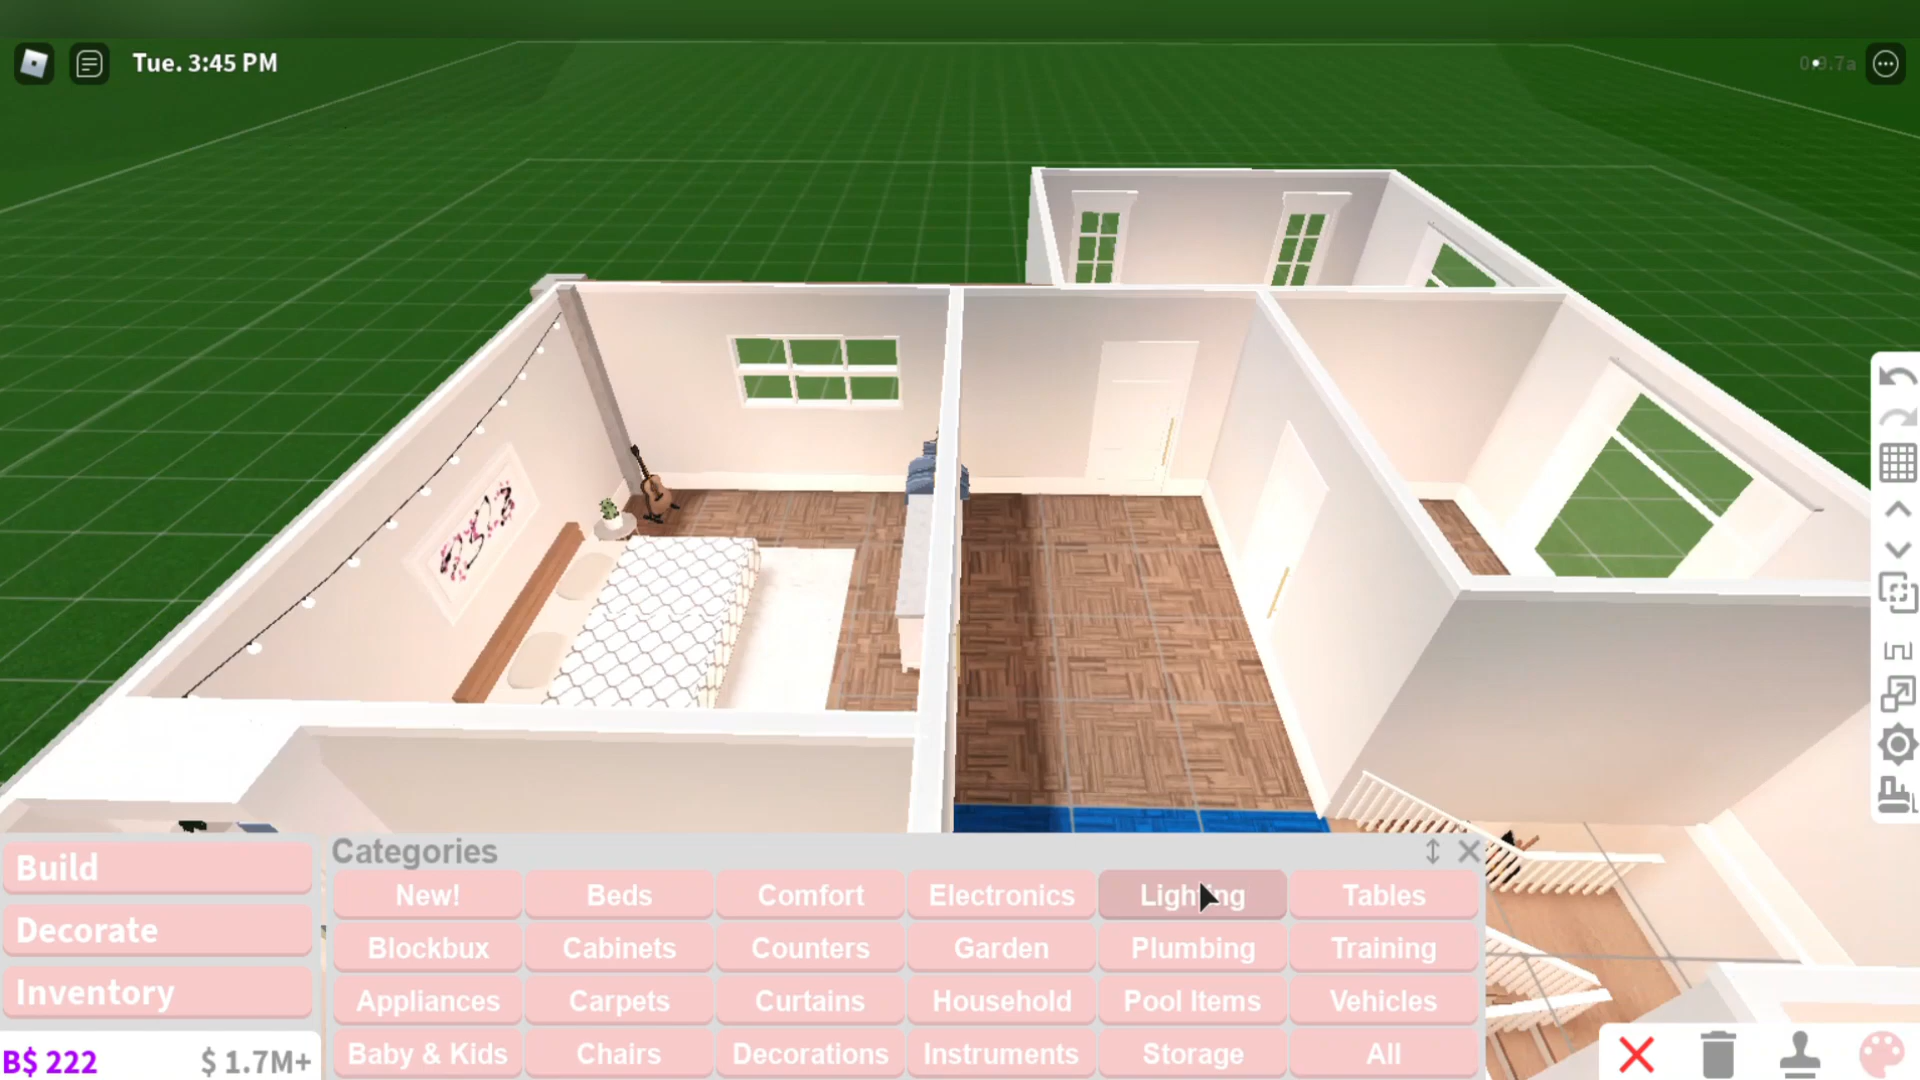 Tue. 3:45 PM
Categories
Build
Decorate
Inventory
New! Beds Comfort Electronics Lighting Tables
Blockbux Cabinets Counters Garden Plumbing Training
Appliances Carpets Curtains Household Pool Items Vehicles
Baby & Kids Chairs Decorations Instruments Storage All
B$ 222 $ 1.7M+